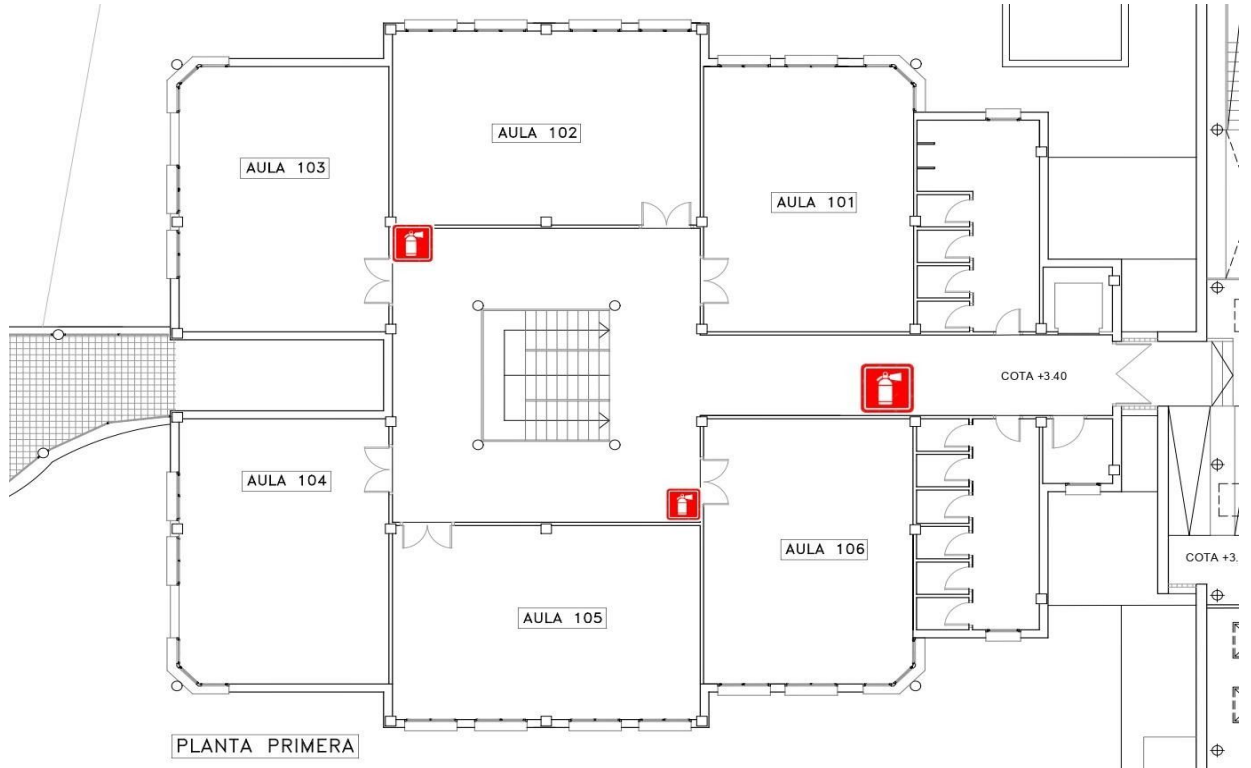 AULA 102
AULA 103
AULA 101
COTA +3.40
AULA 104
AULA 106
COTA +3.
AULA 105
PLANTA PRIMERA